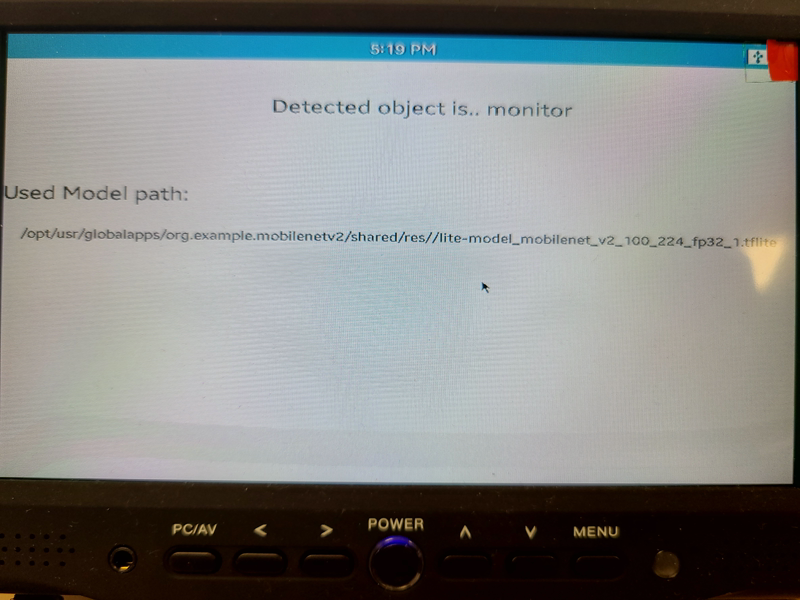 5:19 PM
Detected object is.. monitor
Used Model path:
/opt/usr/globalapps/org.example.mobilenetv2/shared/res//lite-model_mobilenet_v2_100_224_fp32_1.tflite
PC/AV < > POWER ∧ ∨ MENU